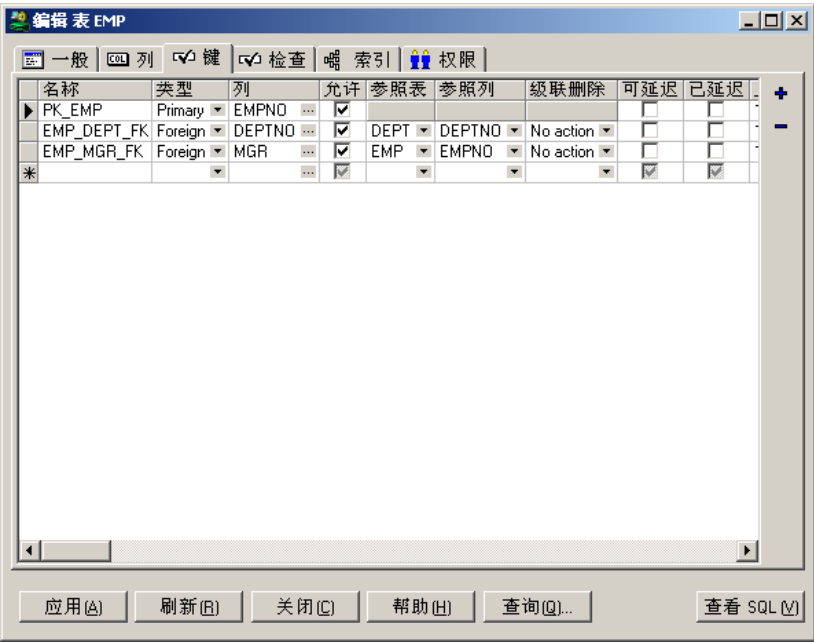 编辑 表 EMP
一般 COL 列 键 检查 索引 权限
名称 类型 列 允许 参照表 参照列 级联删除 可延迟 已延迟
PK_EMP Primary EMPNO ...
EMP_DEPT_FK Foreign DEPTNO ... DEPT DEPTNO No action
EMP_MGR_FK Foreign MGR ... EMP EMPNO No action
...
应用(A) 刷新(R) 关闭(C) 帮助(H) 查询(Q)... 查看 SQL (V)